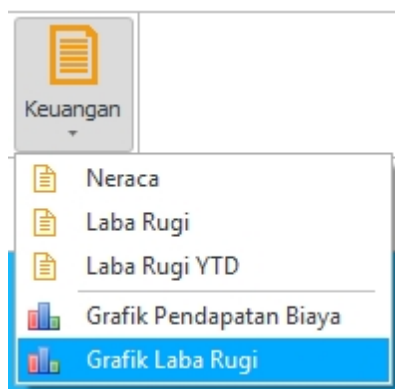 Keuangan
Neraca
Laba Rugi
Laba Rugi YTD
Grafik Pendapatan Biaya
Grafik Laba Rugi